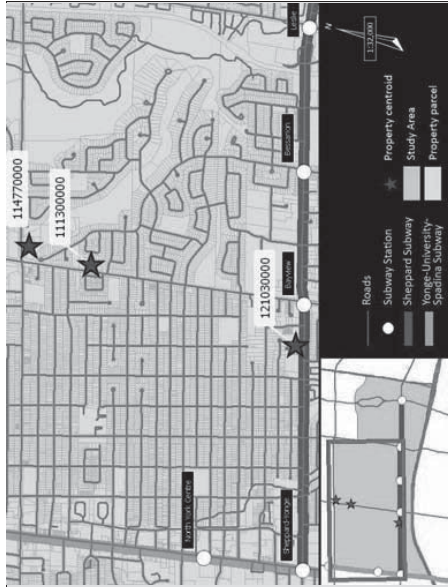 114770000
111300000
121030000
Leslie
Bessarion
Bayview
Sheppard-Yonge
North York Centre
N
1:32,000
Roads
Subway Station
Sheppard Subway
Yonge-University-
Spadina Subway
Property centroid
Study Area
Property parcel